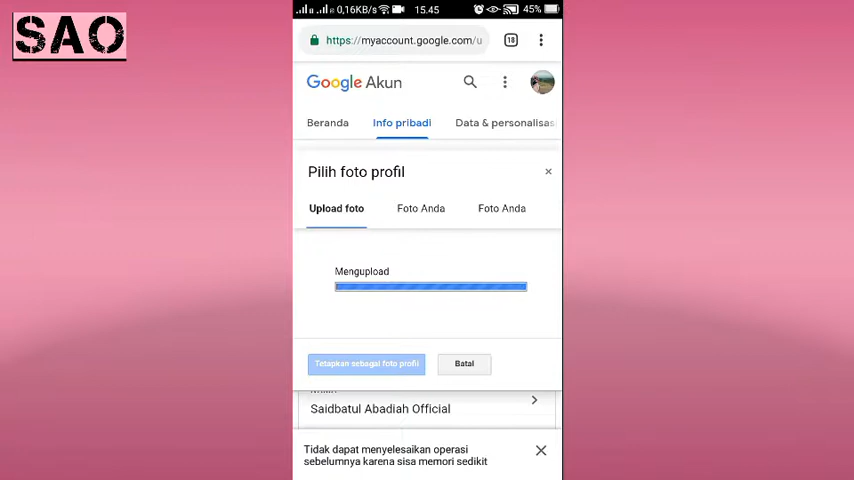 SAO
0,16KB/s 15.45 45%
https://myaccount.google.com/u 18
Google Akun
Beranda Info pribadi Data & personalisas
Pilih foto profil ×
Upload foto Foto Anda Foto Anda
Mengupload
Tetapkan sebagai foto profil Batal
Saidbatul Abadiah Official
Tidak dapat menyelesaikan operasi
sebelumnya karena sisa memori sedikit